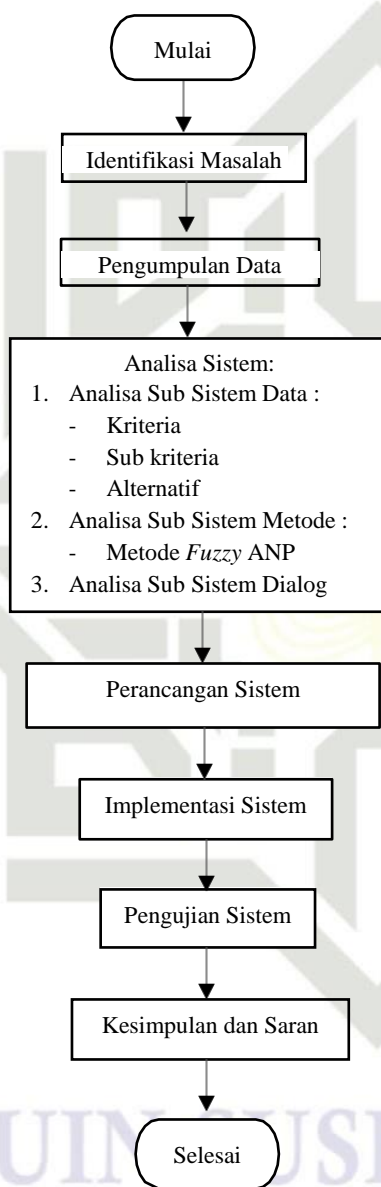 Mulai
Identifikasi Masalah
Pengumpulan Data
Analisa Sistem:
1. Analisa Sub Sistem Data :
- Kriteria
- Sub kriteria
- Alternatif
2. Analisa Sub Sistem Metode :
- Metode Fuzzy ANP
3. Analisa Sub Sistem Dialog
Perancangan Sistem
Implementasi Sistem
Pengujian Sistem
Kesimpulan dan Saran
Selesai
UIN SUS